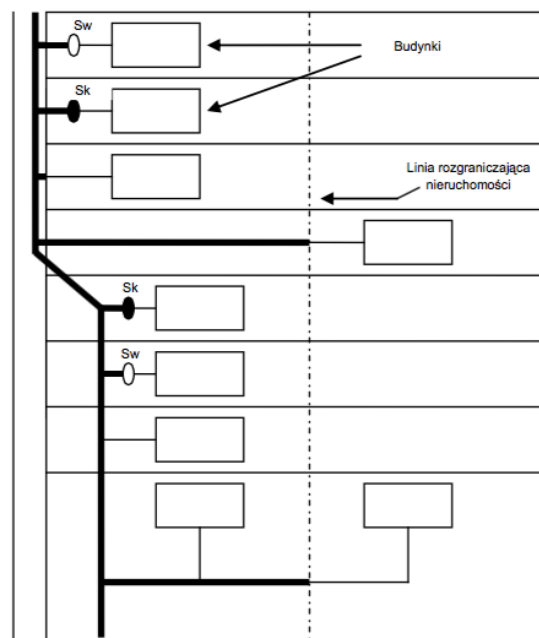 Sw
Budynki
Sk
Linia rozgraniczająca
nieruchomości
Sk
Sw